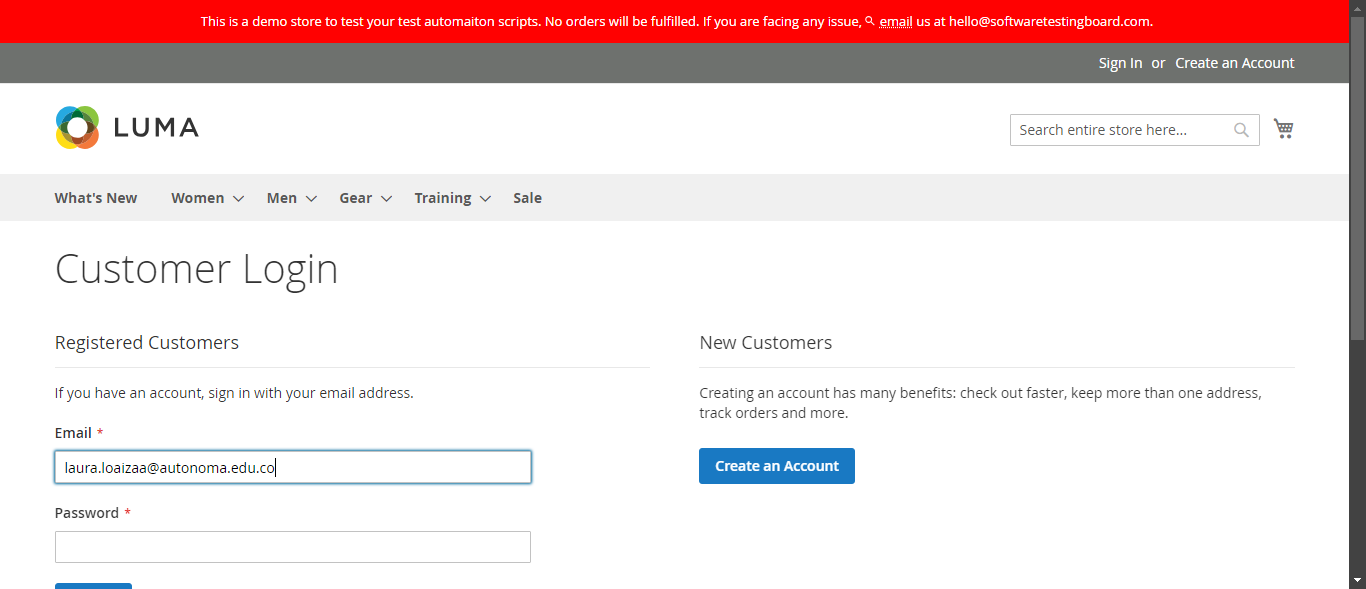 This is a demo store to test your test automaiton scripts. No orders will be fulfilled. If you are facing any issue, email us at hello@softwaretestingboard.com.
Sign In or Create an Account
LUMA
Search entire store here...
What's New Women Men Gear Training Sale
Customer Login
Registered Customers
If you have an account, sign in with your email address.
Email *
laura.loaizaa@autonoma.edu.co
Password *
New Customers
Creating an account has many benefits: check out faster, keep more than one address,
track orders and more.
Create an Account